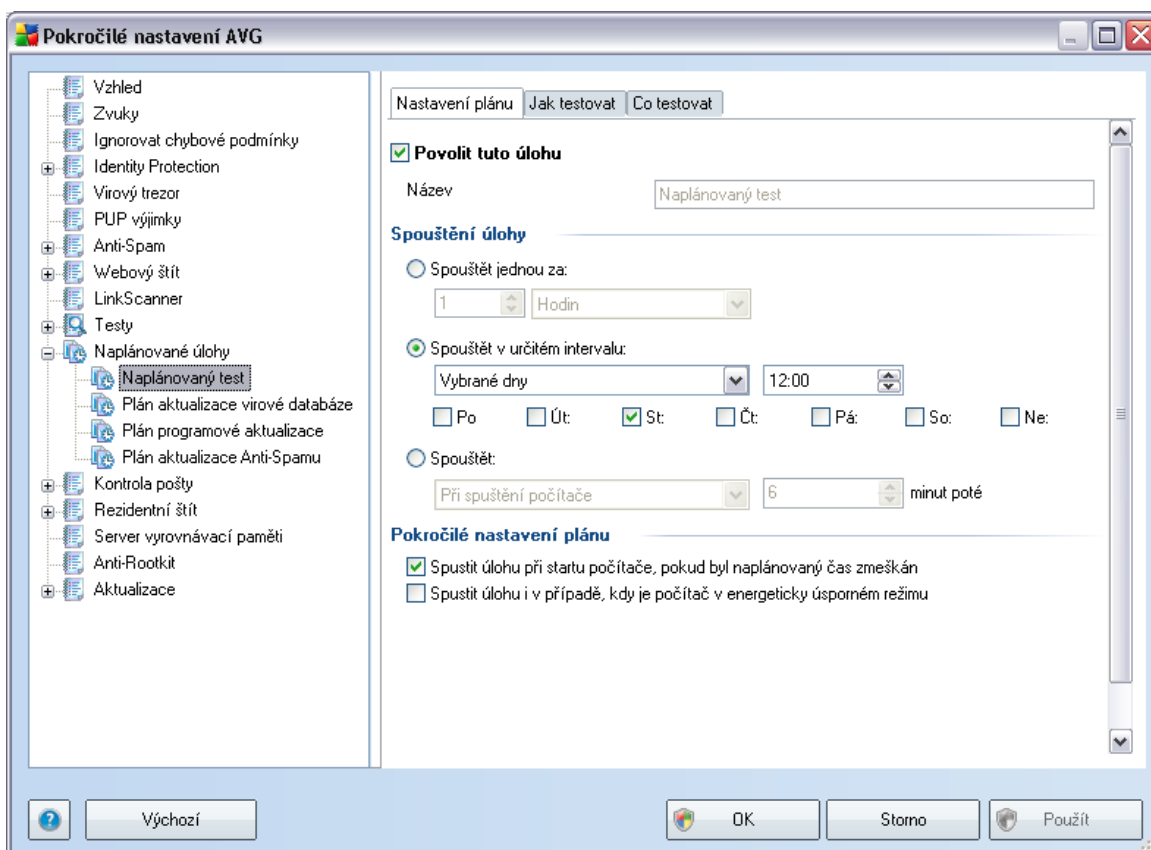 Pokročilé nastavení AVG
Vzhled
Zvuky
Ignorovat chybové podmínky
Identity Protection
Virový trezor
PUP výjimky
Anti-Spam
Webový štít
LinkScanner
Testy
Naplánované úlohy
Naplánovaný test
Plán aktualizace virové databáze
Plán programové aktualizace
Plán aktualizace Anti-Spamu
Kontrola pošty
Rezidentní štít
Server vyrovnávací paměti
Anti-Rootkit
Aktualizace
Nastavení plánu Jak testovat Co testovat
Povolit tuto úlohu
Název Naplánovaný test
Spouštění úlohy
Spouštět jednou za:
1 Hodin
Spouštět v určitém intervalu:
Vybrané dny 12:00
Po Út: St: Čt: Pá: So: Ne:
Spouštět:
Při spuštění počítače 6 minut poté
Pokročilé nastavení plánu
Spustit úlohu při startu počítače, pokud byl naplánovaný čas zmeškán
Spustit úlohu i v případě, kdy je počítač v energeticky úsporném režimu
Výchozí OK Storno Použít